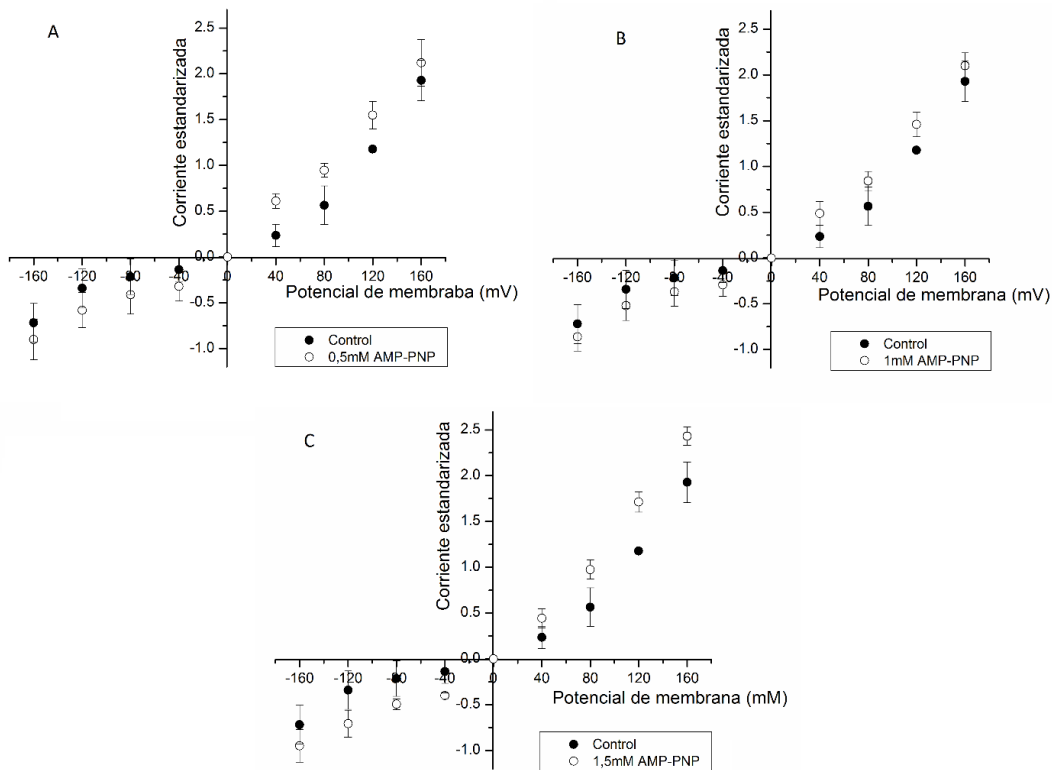 A
Corriente estandarizada
2.5
2.0
1.5
1.0
0.5
0.0
-0.5
-1.0
-160 -120 -80 -40 0 40 80 120 160
Potencial de membraba (mV)
Control
0,5mM AMP-PNP
B
Corriente estandarizada
2.5
2.0
1.5
1.0
0.5
0.0
-0.5
-1.0
-160 -120 -80 -40 0 40 80 120 160
Potencial de membrana (mV)
Control
1mM AMP-PNP
C
Corriente estandarizada
2.5
2.0
1.5
1.0
0.5
0.0
-0.5
-1.0
-160 -120 -80 -40 0 40 80 120 160
Potencial de membrana (mM)
Control
1,5mM AMP-PNP